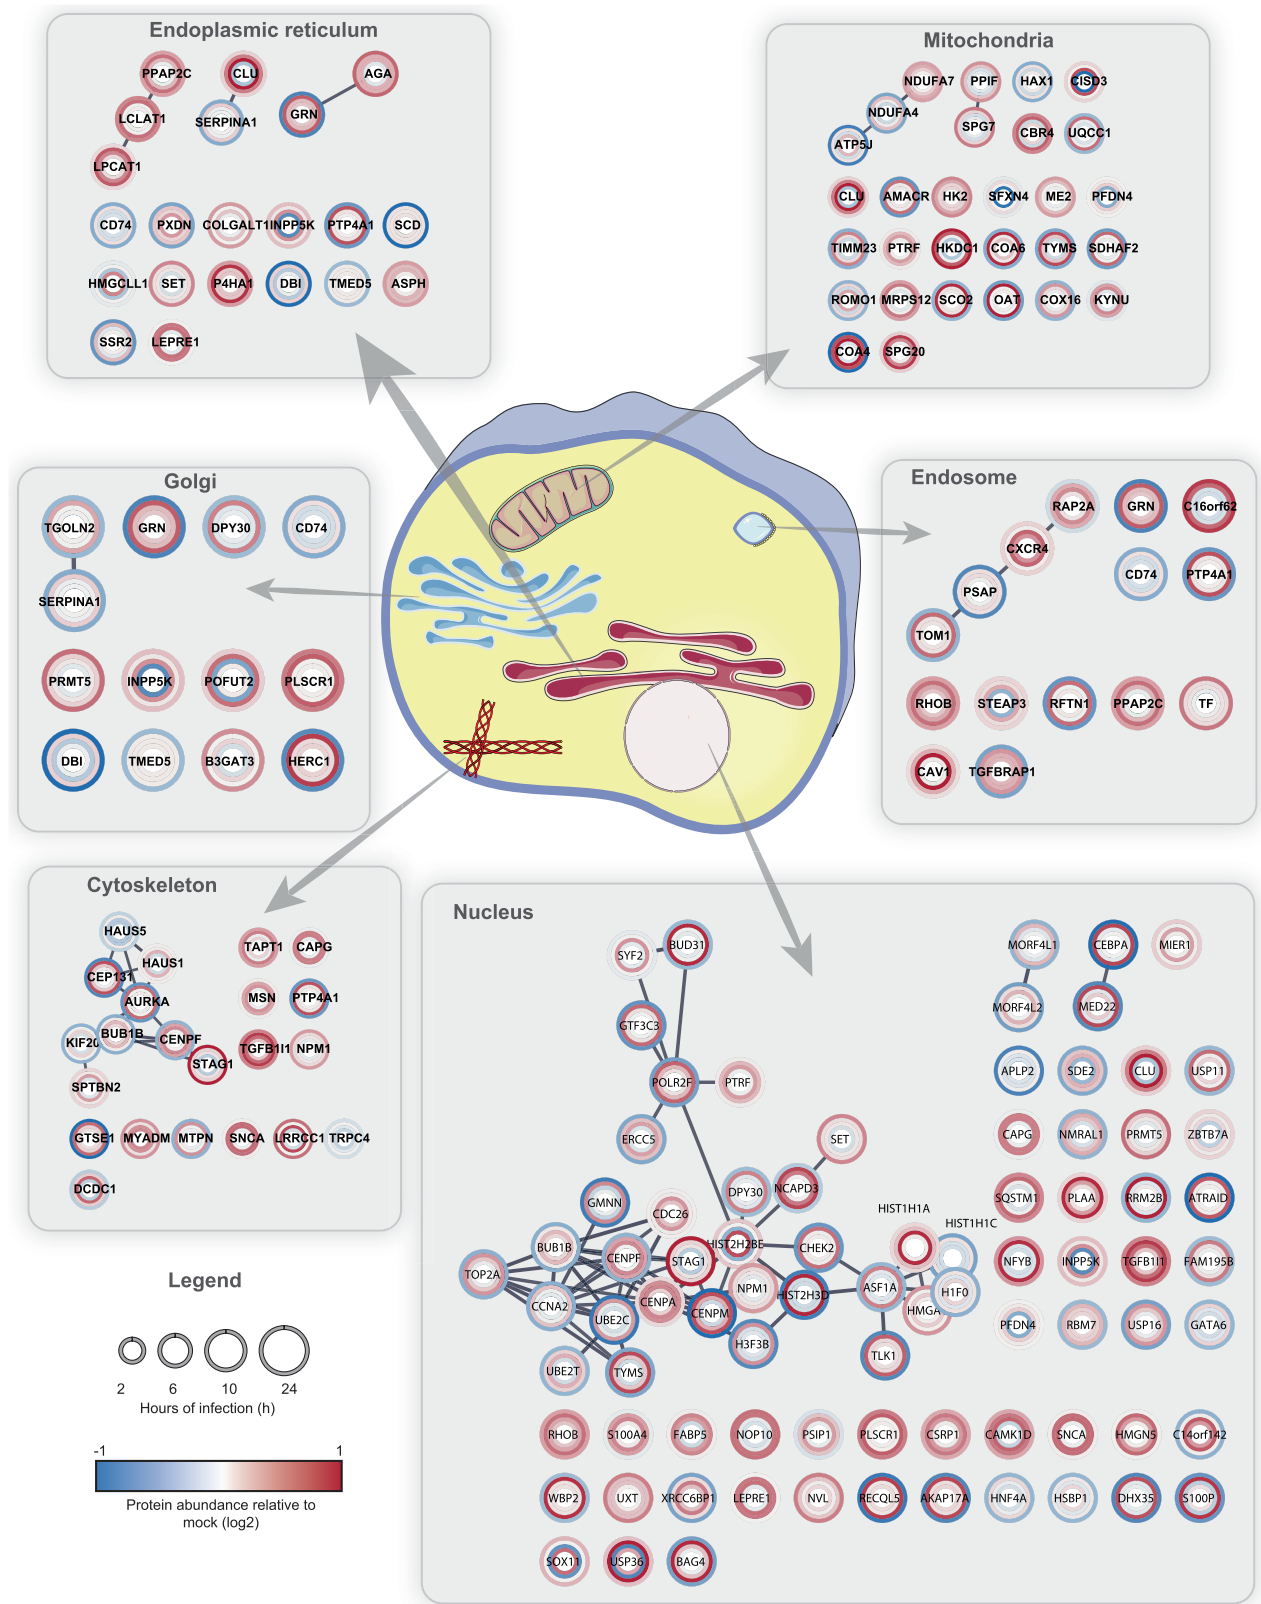 Endoplasmic reticulum
PPAP2C
CLU
AGA
LCLAT1
SERPINA1
GRN
LPCAT1
CD74
PXDN
COLGALT1
INPP5K
PTP4A1
SCD
HMGCLL1
SET
P4HA1
DBI
TMED5
ASPH
SSR2
LEPRE1
Mitochondria
NDUFA7
PPIF
HAX1
CISD3
NDUFA4
SPG7
CBR4
UQCC1
ATP5J
CLU
AMACR
HK2
SFXN4
ME2
PFDN4
TIMM23
PTRF
HKDC1
COA6
TYMS
SDHAF2
ROMO1
MRPS12
SCO2
OAT
COX16
KYNU
COA4
SPG20
Golgi
TGOLN2
GRN
DPY30
CD74
SERPINA1
PRMT5
INPP5K
POFUT2
PLSCR1
DBI
TMED5
B3GAT3
HERC1
Endosome
RAP2A
GRN
C16orf62
CXCR4
PSAP
CD74
PTP4A1
TOM1
RHOB
STEAP3
RFTN1
PPAP2C
TF
CAV1
TGFBRAP1
Cytoskeleton
HAUS5
TAPT1
CAPG
HAUS1
CEP131
AURKA
MSN
PTP4A1
BUB1B
CENPF
KIF20
STAG1
TGFB1I1
NPM1
SPTBN2
GTSE1
MYADM
MTPN
SNCA
LRRCC1
TRPC4
DCDC1
Nucleus
SYF2
BUD31
GTF3C3
POLR2F
PTRF
ERCC5
SET
GMNN
DPY30
NCAPD3
CDC26
HIST1H1A
HIST1H1C
BUB1B
CENPF
STAG1
HIST2H2BE
CHEK2
TOP2A
CCNA2
UBE2C
CENPA
CENPM
NPM1
HIST2H3D
ASF1A
HMGA
H1F0
H3F3B
TLK1
UBE2T
TYMS
MORF4L1
CEBPA
MIER1
MORF4L2
MED22
APLP2
SDE2
CLU
USP11
CAPG
NMRAL1
PRMT5
ZBTB7A
SQSTM1
PLAA
RRM2B
ATRAID
NFYB
INPP5K
TGFB1I1
FAM195B
PFDN4
RBM7
USP16
GATA6
RHOB
S100A4
FABP5
NOP10
PSIP1
PLSCR1
CSRP1
CAMK1D
SNCA
HMGN5
C14orf142
WBP2
UXT
XRCC6BP1
LEPRE1
NVL
RECQL5
AKAP17A
HNF4A
HSBP1
DHX35
S100P
SOX11
USP36
BAG4
Legend
2 6 10 24
Hours of infection (h)
-1 1
Protein abundance relative to
mock (log2)